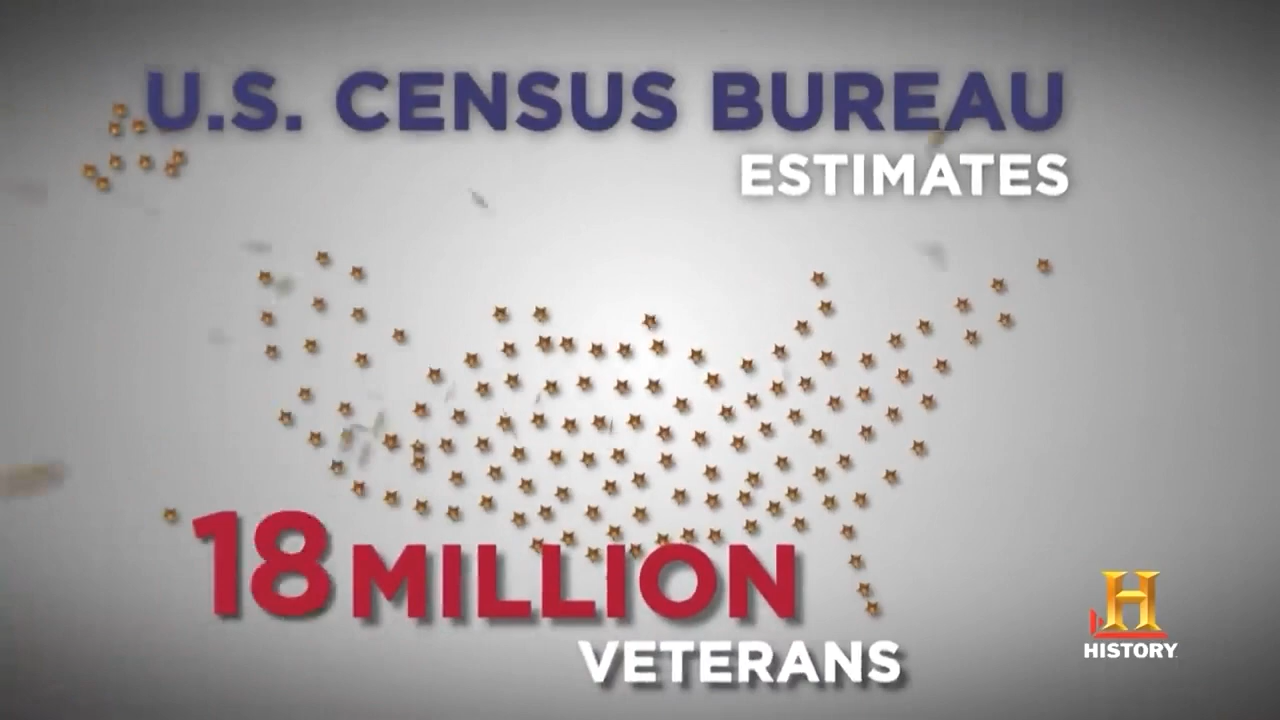 U.S. CENSUS BUREAU
ESTIMATES
18 MILLION
VETERANS
H
HISTORY